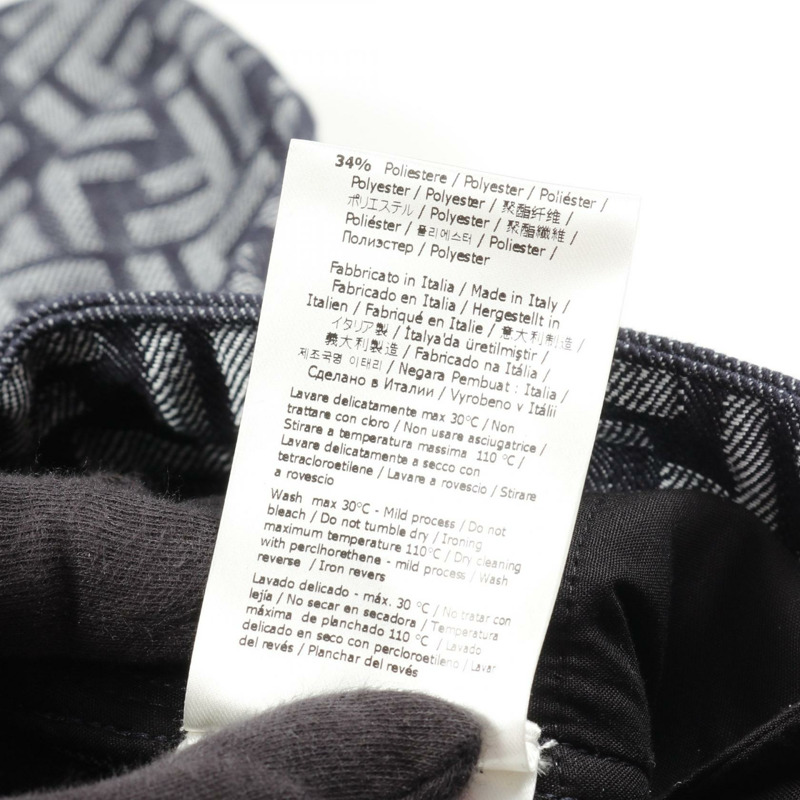 34% Poliestere / Polyester / Poliéster /
Polyester / Polyester / 聚酯纤维 /
ポリエステル / Polyester / 聚酯纖維 /
Poliéster / 폴리에스터 / Poliester /
Полиэстер / Polyester
Fabbricato in Italia / Made in Italy /
Fabricado en Italia / Hergestellt in
Italien / Fabriqué en Italie / 意大利制造 /
イタリア製 / İtalya'da üretilmiştir /
義大利製造 / Fabricado na Itália /
제조국명 이태리 / Negara Pembuat : Italia /
Сделано в Италии / Vyrobeno v Itálii
Lavare delicatamente max 30°C / Non
trattare con cloro / Non usare asciugatrice /
Stirare a temperatura massima 110 °C /
Lavare delicatamente a secco con
tetracloroetilene / Lavare a rovescio / Stirare
a rovescio
Wash max 30°C - Mild process / Do not
bleach / Do not tumble dry / Ironing
maximum temperature 110°C / Dry cleaning
with perclhorethene - mild process / Wash
reverse / Iron revers
Lavado delicado - máx. 30 °C / No tratar con
lejía / No secar en secadora / Temperatura
máxima de planchado 110 °C / Lavado
delicado en seco con percloroetileno / Lavar
del revés / Planchar del revés